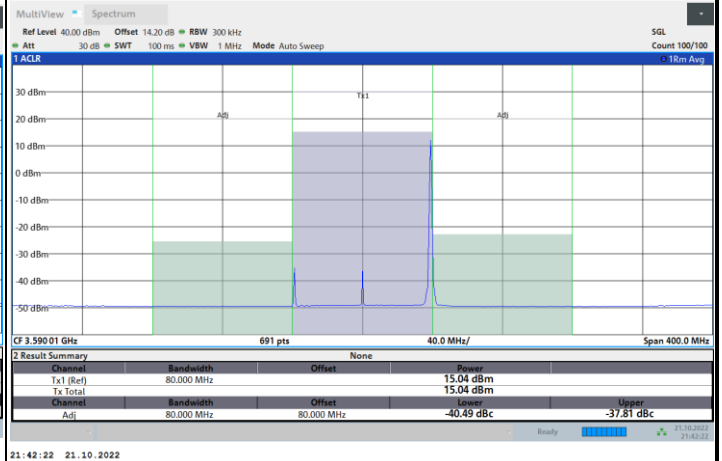 MultiView Spectrum
Ref Level 40.00 dBm Offset 14.20 dB RBW 300 kHz SGL
Att 30 dB SWT 100 ms VBW 1 MHz Mode Auto Sweep Count 100/100
1 ACLR 1Rm Avg
30 dBm
Tx1
20 dBm Adj Adj
10 dBm
0 dBm
-10 dBm
-20 dBm
-30 dBm
-40 dBm
-50 dBm
CF 3.590 01 GHz 691 pts 40.0 MHz/ Span 400.0 MHz
2 Result Summary None
Channel Bandwidth Offset Power
Tx1 (Ref) 80.000 MHz 15.04 dBm
Tx Total 15.04 dBm
Channel Bandwidth Offset Lower Upper
Adj 80.000 MHz 80.000 MHz -40.49 dBc -37.81 dBc
Ready 21.10.2022
21:42:22
21:42:22 21.10.2022